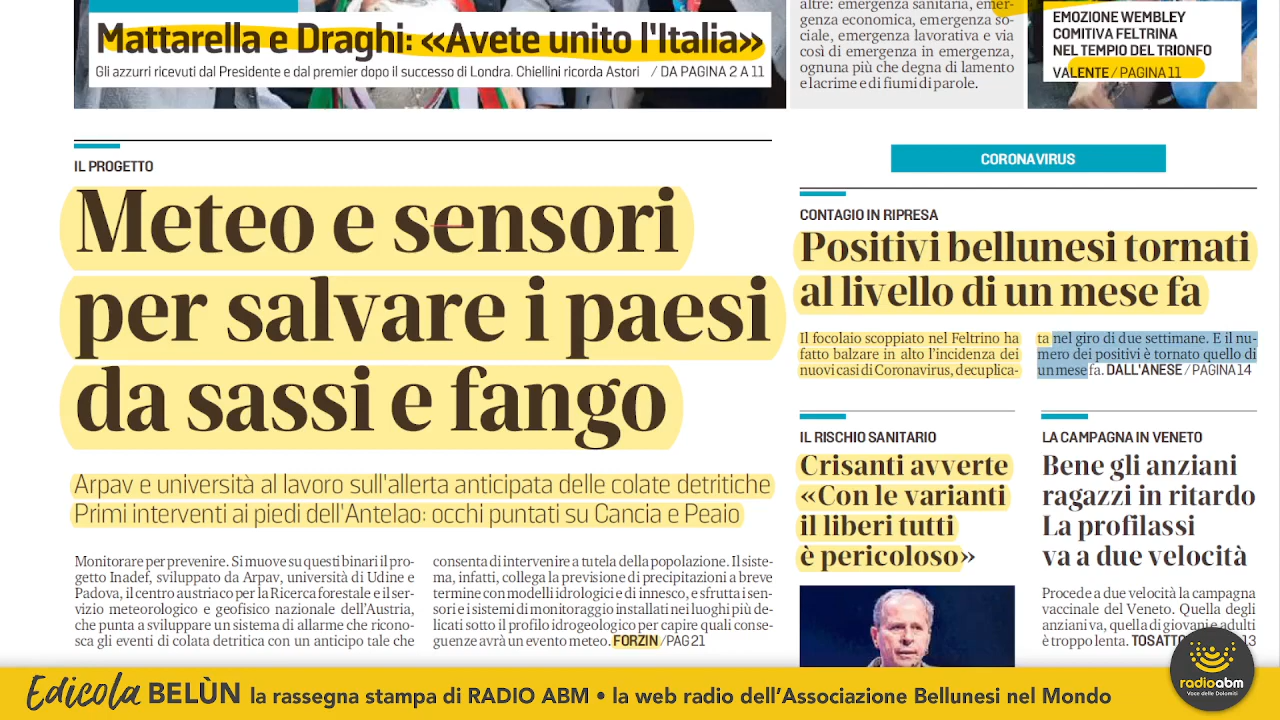 Mattarella e Draghi: «Avete unito l'Italia»
Gli azzurri ricevuti dal Presidente e dal premier dopo il successo di Londra. Chiellini ricorda Astori / DA PAGINA 2 A 11
altre: emergenza sanitaria, emer-
genza economica, emergenza so-
ciale, emergenza lavorativa e via
così di emergenza in emergenza,
ognuna più che degna di lamento
e lacrime e di fiumi di parole.
EMOZIONE WEMBLEY
COMITIVA FELTRINA
NEL TEMPIO DEL TRIONFO
VALENTE / PAGINA 11
IL PROGETTO
Meteo e sensori
per salvare i paesi
da sassi e fango
Arpav e università al lavoro sull'allerta anticipata delle colate detritiche
Primi interventi ai piedi dell'Antelao: occhi puntati su Cancia e Peaio
Monitorare per prevenire. Si muove su questi binari il pro-
getto Inadef, sviluppato da Arpav, università di Udine e
Padova, il centro austriaco per la Ricerca forestale e il ser-
vizio meteorologico e geofisico nazionale dell'Austria,
che punta a sviluppare un sistema di allarme che ricono-
sca gli eventi di colata detritica con un anticipo tale che
consenta di intervenire a tutela della popolazione. Il siste-
ma, infatti, collega la previsione di precipitazioni a breve
termine con modelli idrologici e di innesco, e sfrutta i sen-
sori e i sistemi di monitoraggio installati nei luoghi più de-
licati sotto il profilo idrogeologico per capire quali conse-
guenze avrà un evento meteo. FORZIN / PAG 21
CORONAVIRUS
CONTAGIO IN RIPRESA
Positivi bellunesi tornati
al livello di un mese fa
Il focolaio scoppiato nel Feltrino ha
fatto balzare in alto l'incidenza dei
nuovi casi di Coronavirus, decuplica-
ta nel giro di due settimane. E il nu-
mero dei positivi è tornato quello di
un mese fa. DALL'ANESE / PAGINA 14
IL RISCHIO SANITARIO
Crisanti avverte
«Con le varianti
il liberi tutti
è pericoloso»
LA CAMPAGNA IN VENETO
Bene gli anziani
ragazzi in ritardo
La profilassi
va a due velocità
Procede a due velocità la campagna
vaccinale del Veneto. Quella degli
anziani va, quella di giovani e adulti
è troppo lenta. TOSATTO 13
Edicola BELÙN la rassegna stampa di RADIO ABM • la web radio dell'Associazione Bellunesi nel Mondo
radioabm
Voce delle Dolomiti